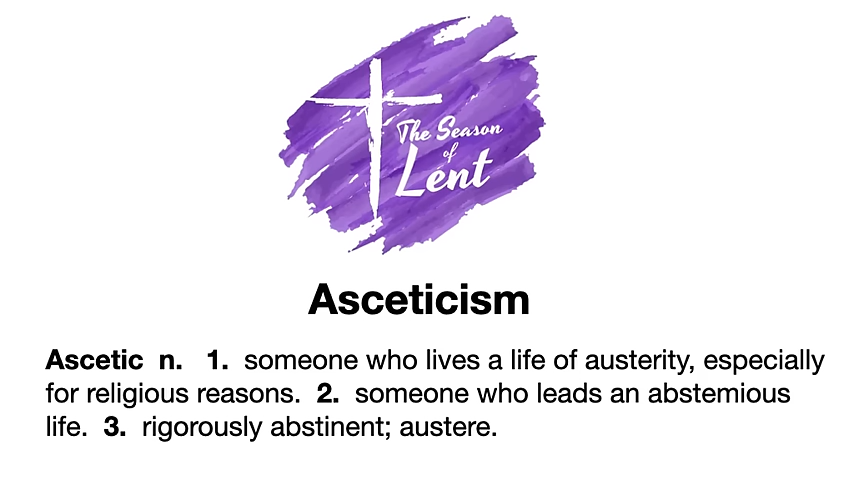 The Season
of
Lent
Asceticism
Ascetic n. 1. someone who lives a life of austerity, especially
for religious reasons. 2. someone who leads an abstemious
life. 3. rigorously abstinent; austere.